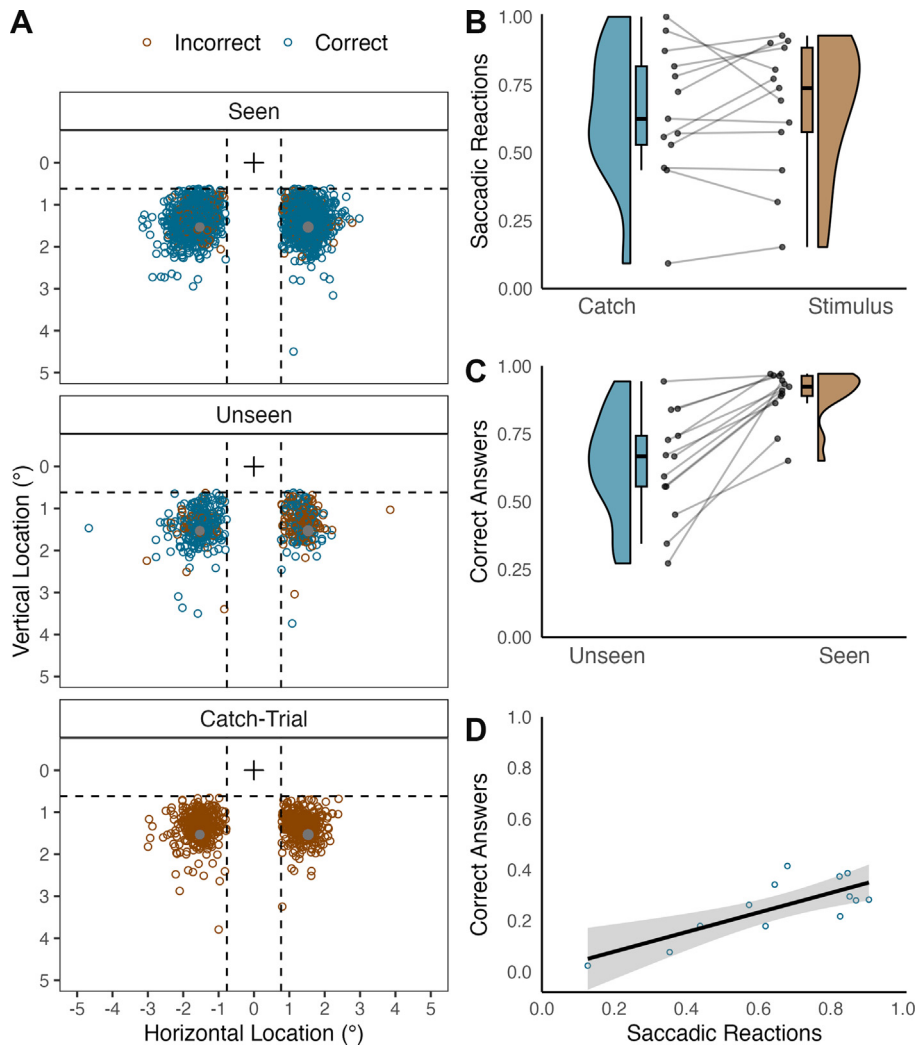 A
Incorrect
Correct
Seen
0
1
2
3
4
5
Unseen
0
1
2
3
4
5
Catch-Trial
0
1
2
3
4
5
Vertical Location (°)
-5 -4 -3 -2 -1 0 1 2 3 4 5
Horizontal Location (°)
B
1.00
0.75
0.50
0.25
0.00
Saccadic Reactions
Catch Stimulus
C
1.00
0.75
0.50
0.25
0.00
Correct Answers
Unseen Seen
D
1.0
0.8
0.6
0.4
0.2
0.0
Correct Answers
0.0 0.2 0.4 0.6 0.8 1.0
Saccadic Reactions